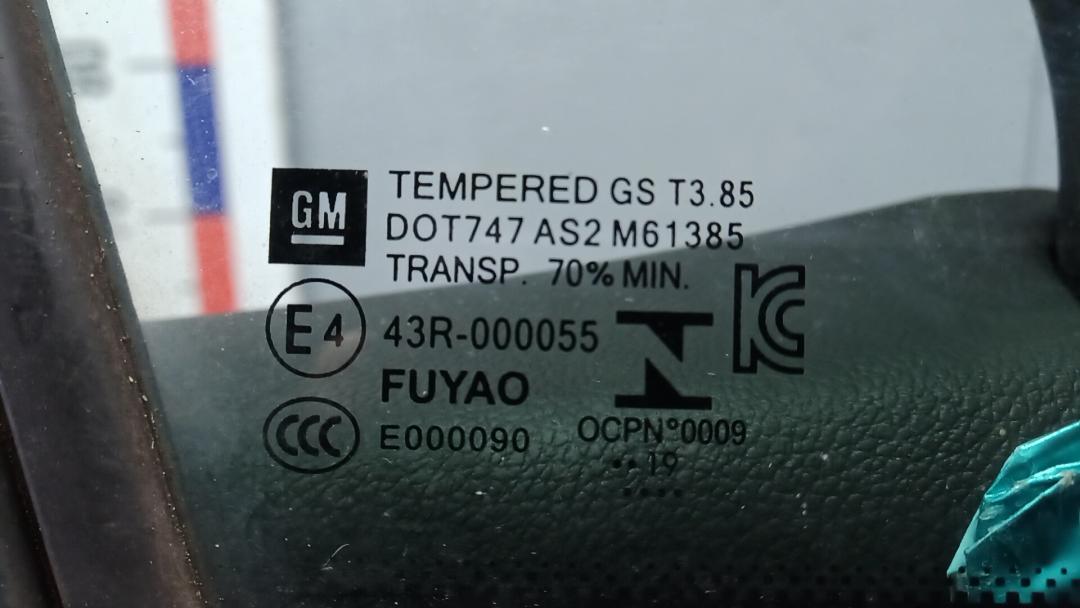 GM
TEMPERED GS T3.85
DOT747 AS2 M61385
TRANSP. 70% MIN.
E4
43R-000055
KC
FUYAO
CCC
E000090
OCPN°0009
•• 19
••••